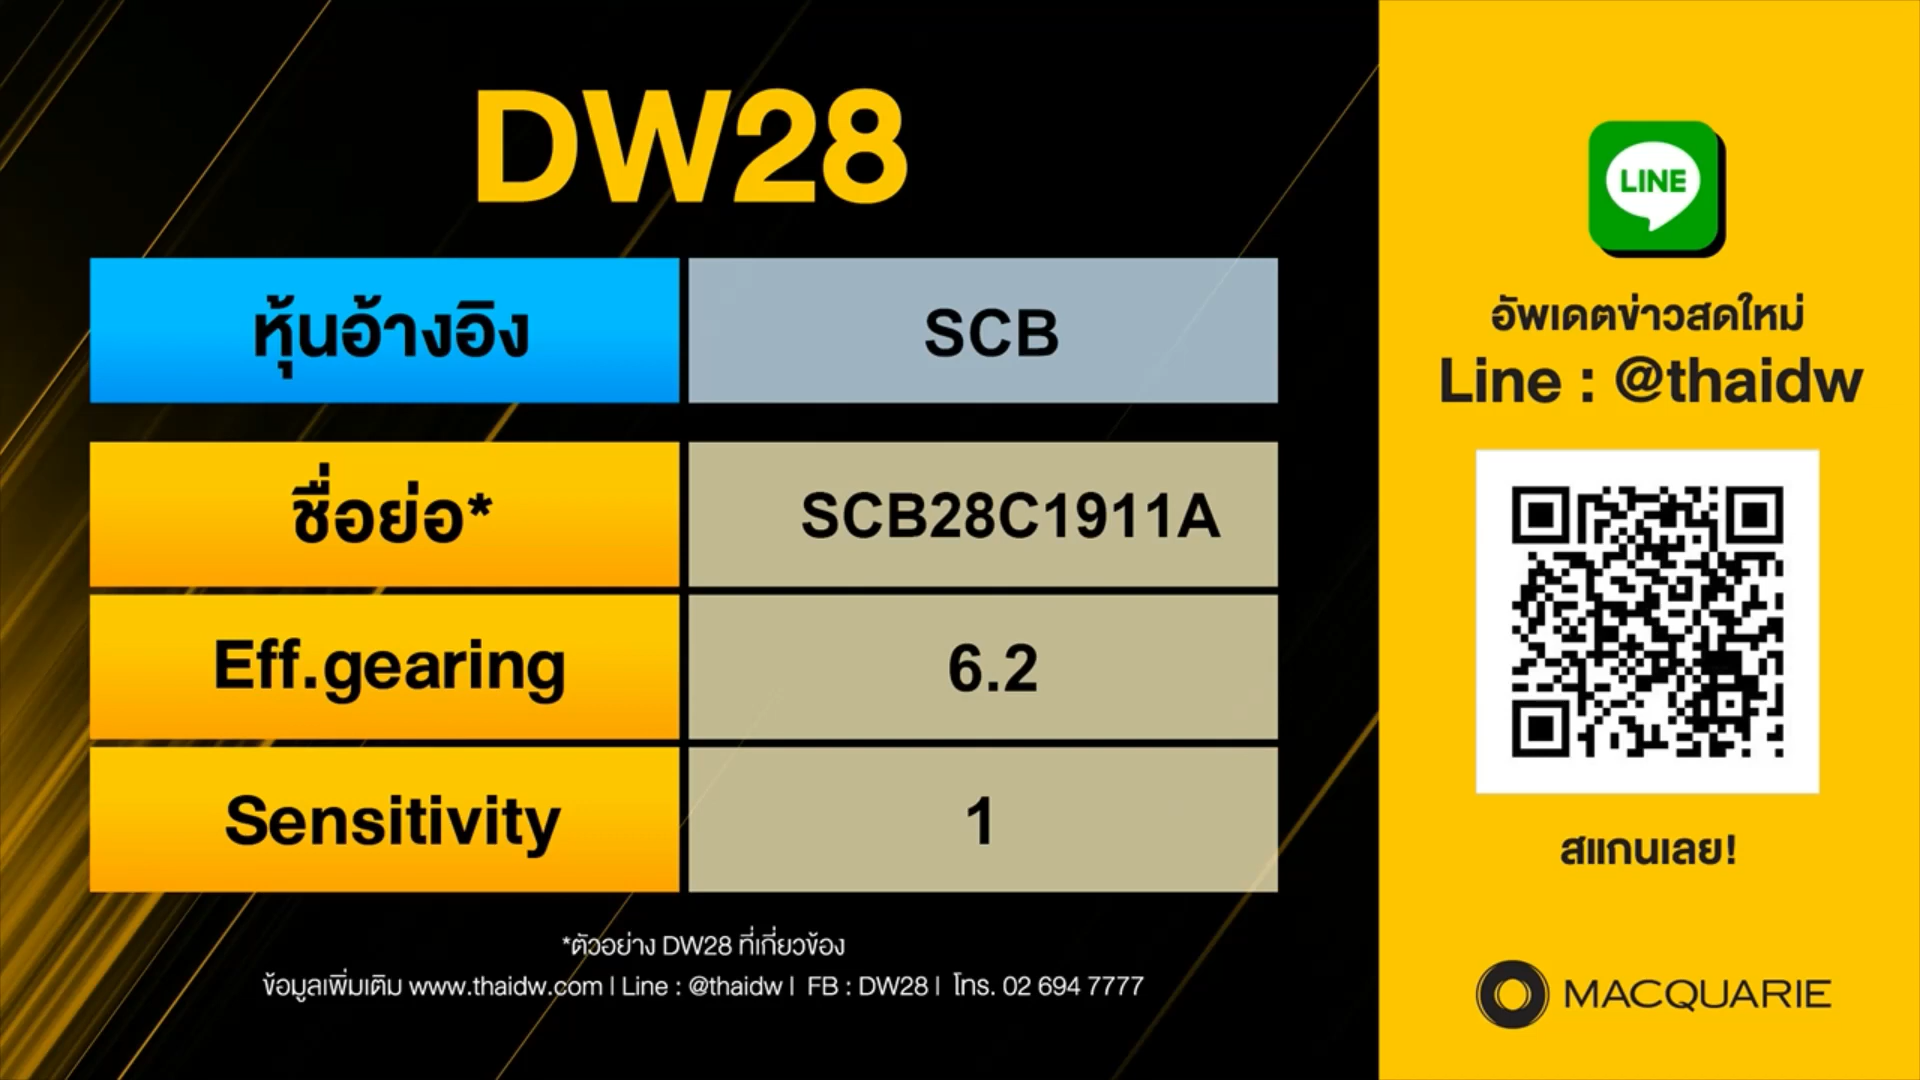 DW28
หุ้นอ้างอิง SCB
ชื่อย่อ* SCB28C1911A
Eff.gearing 6.2
Sensitivity 1
*ตัวอย่าง DW28 ที่เกี่ยวข้อง
ข้อมูลเพิ่มเติม www.thaidw.com | Line : @thaidw | FB : DW28 | โทร. 02 694 7777
LINE
อัพเดตข่าวสดใหม่
Line : @thaidw
สแกนเลย!
MACQUARIE